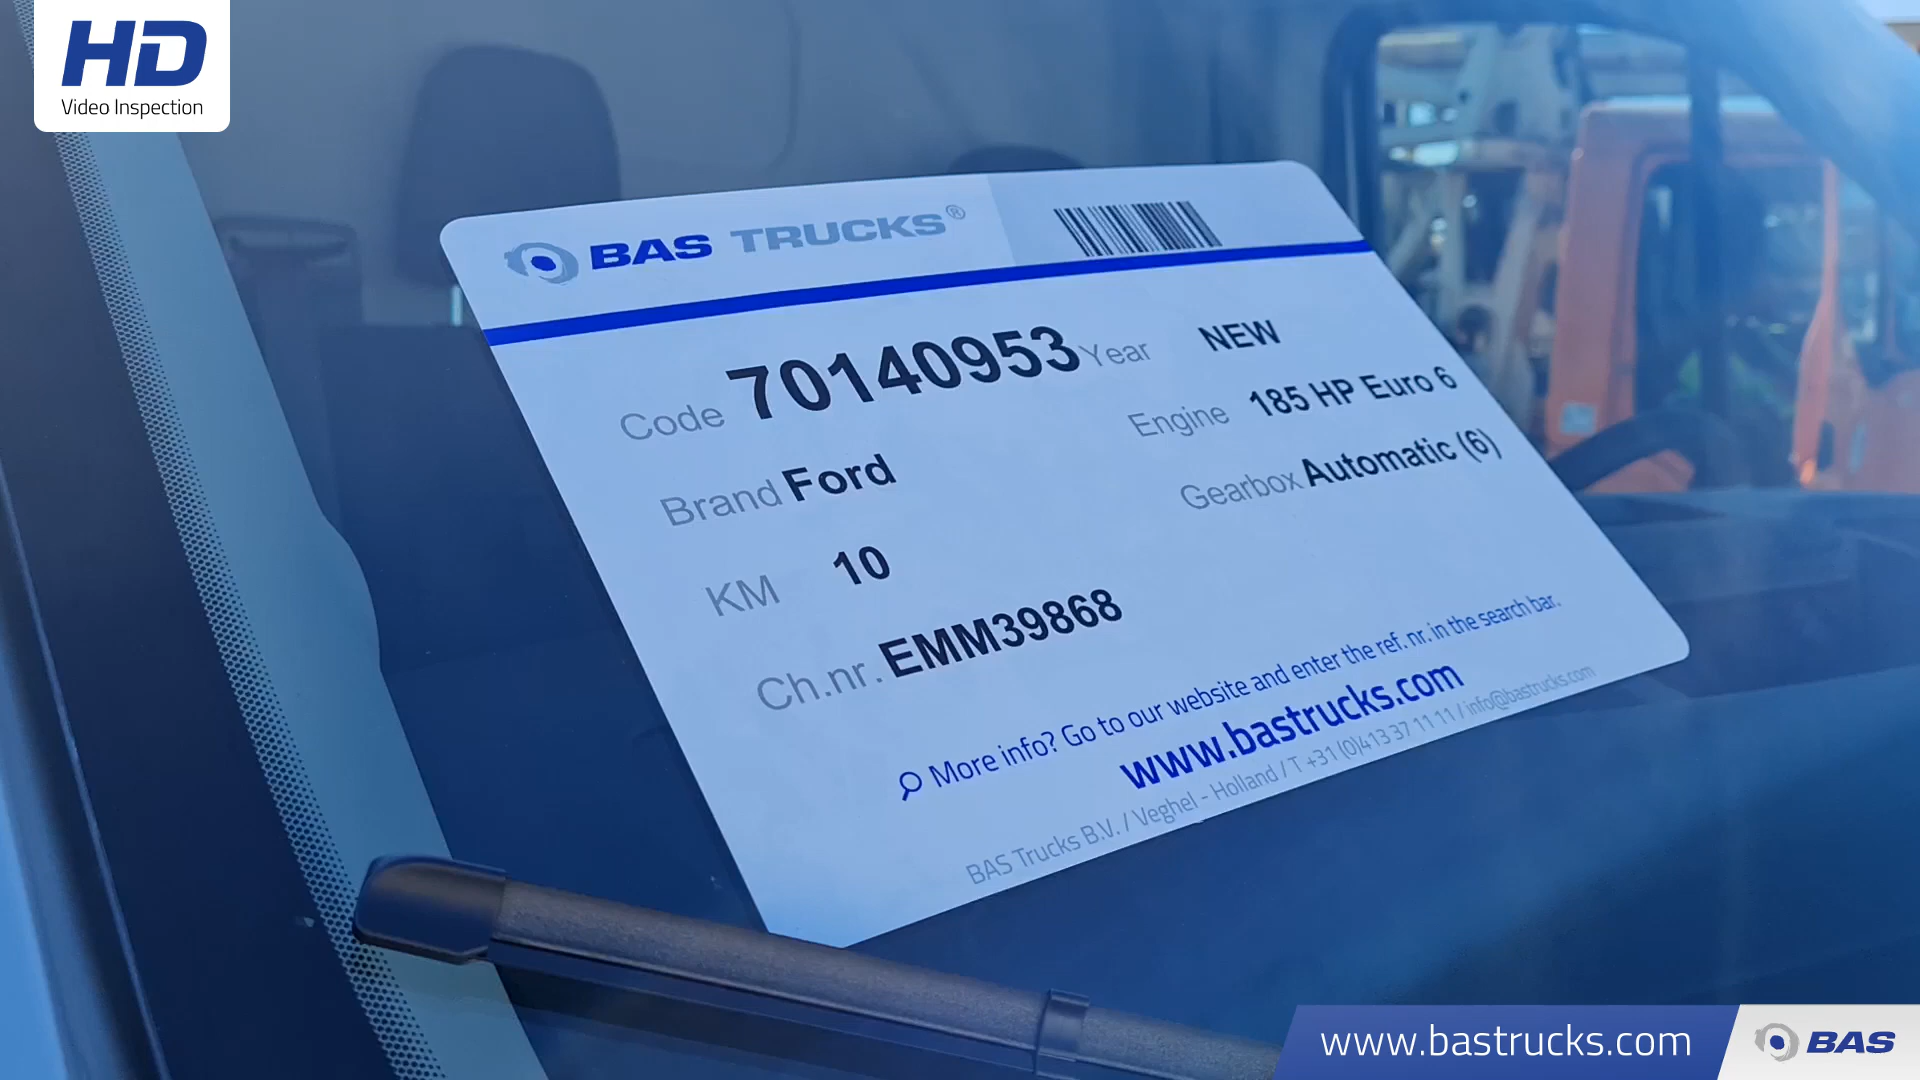 HD
Video Inspection
BAS TRUCKS®
Code 70140953
Year NEW
Brand Ford
Engine 185 HP Euro 6
KM 10
Gearbox Automatic (6)
Ch.nr. EMM39868
More info? Go to our website and enter the ref. nr. in the search bar.
www.bastrucks.com
BAS Trucks B.V. / Veghel - Holland / T +31 (0)413 37 11 11 / info@bastrucks.com
www.bastrucks.com
BAS